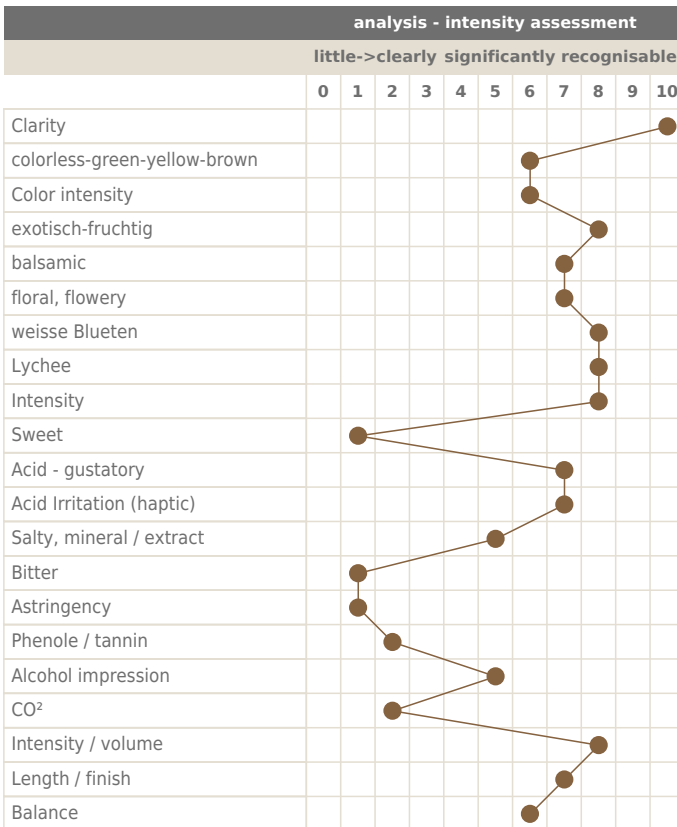 analysis - intensity assessment
little->clearly significantly recognisable
0 1 2 3 4 5 6 7 8 9 10
Clarity
colorless-green-yellow-brown
Color intensity
exotisch-fruchtig
balsamic
floral, flowery
weisse Blueten
Lychee
Intensity
Sweet
Acid - gustatory
Acid Irritation (haptic)
Salty, mineral / extract
Bitter
Astringency
Phenole / tannin
Alcohol impression
CO²
Intensity / volume
Length / finish
Balance